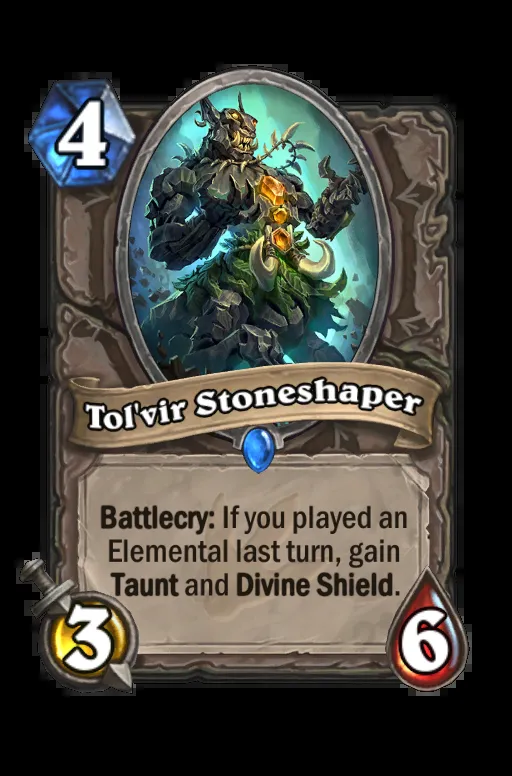 4
Tol'vir Stoneshaper
Battlecry: If you played an
Elemental last turn, gain
Taunt and Divine Shield.
3
6